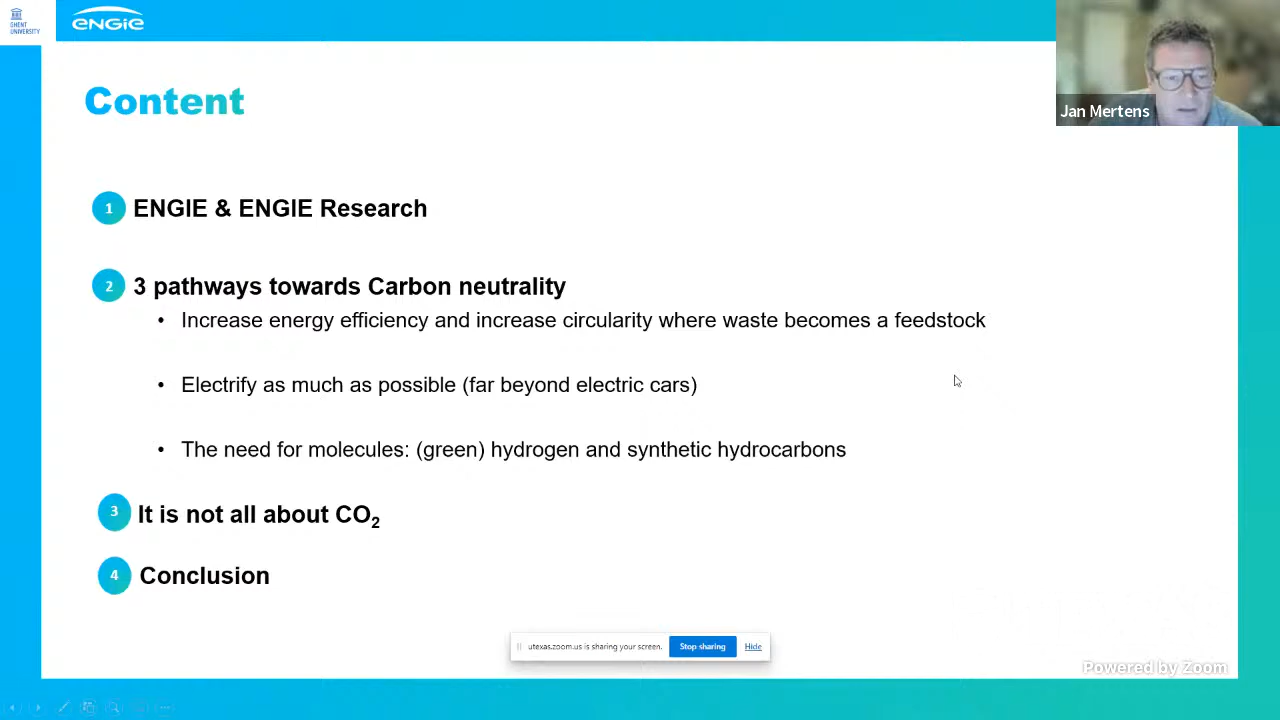 GHENT
UNIVERSITY
ENGIE
Jan Mertens
Content
1 ENGIE & ENGIE Research
2 3 pathways towards Carbon neutrality
• Increase energy efficiency and increase circularity where waste becomes a feedstock
• Electrify as much as possible (far beyond electric cars)
• The need for molecules: (green) hydrogen and synthetic hydrocarbons
3 It is not all about CO₂
4 Conclusion
utexas.zoom.us is sharing your screen. Stop sharing Hide
Powered by Zoom